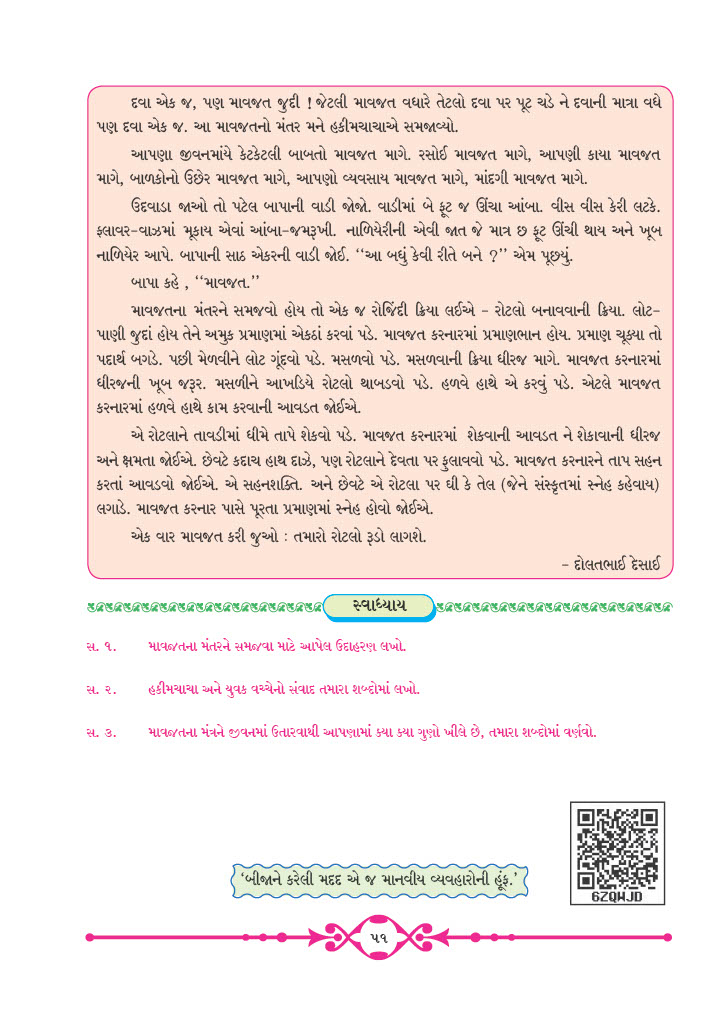 દવા એક જ, પણ માવજત જુદી ! જેટલી માવજત વધારે તેટલો દવા પર પૂટ ચડે ને દવાની માત્રા વધે
પણ દવા એક જ. આ માવજતનો મંતર મને હકીમચાચાએ સમજાવ્યો.
આપણા જીવનમાંયે કેટકેટલી બાબતો માવજત માગે. રસોઈ માવજત માગે, આપણી કાયા માવજત
માગે, બાળકોનો ઉછેર માવજત માગે, આપણો વ્યવસાય માવજત માગે, માંદગી માવજત માગે.
ઉદવાડા જાઓ તો પટેલ બાપાની વાડી જોજો. વાડીમાં બે ફૂટ જ ઊંચા આંબા. વીસ વીસ કેરી લટકે.
ફ્લાવર-વાઝમાં મૂકાય એવાં આંબા-જમરૂખી. નાળિયેરીની એવી જાત જે માત્ર છ ફૂટ ઊંચી થાય અને ખૂબ
નાળિયેર આપે. બાપાની સાઠ એકરની વાડી જોઈ. ‘‘આ બધું કેવી રીતે બને ?’’ એમ પૂછ્યું.
બાપા કહે , ‘‘માવજત.’’
માવજતના મંતરને સમજવો હોય તો એક જ રોજિંદી ક્રિયા લઈએ – રોટલો બનાવવાની ક્રિયા. લોટ-
પાણી જુદાં હોય તેને અમુક પ્રમાણમાં એકઠાં કરવાં પડે. માવજત કરનારમાં પ્રમાણભાન હોય. પ્રમાણ ચૂક્યા તો
પદાર્થ બગડે. પછી મેળવીને લોટ ગૂંદવો પડે. મસળવો પડે. મસળવાની ક્રિયા ધીરજ માગે. માવજત કરનારમાં
ધીરજની ખૂબ જરૂર. મસળીને આખડિયે રોટલો થાબડવો પડે. હળવે હાથે એ કરવું પડે. એટલે માવજત
કરનારમાં હળવે હાથે કામ કરવાની આવડત જોઈએ.
એ રોટલાને તાવડીમાં ધીમે તાપે શેકવો પડે. માવજત કરનારમાં શેકવાની આવડત ને શેકાવાની ધીરજ
અને ક્ષમતા જોઈએ. છેવટે કદાચ હાથ દાઝે, પણ રોટલાને દેવતા પર ફુલાવવો પડે. માવજત કરનારને તાપ સહન
કરતાં આવડવો જોઈએ. એ સહનશક્તિ. અને છેવટે એ રોટલા પર ઘી કે તેલ (જેને સંસ્કૃતમાં સ્નેહ કહેવાય)
લગાડે. માવજત કરનાર પાસે પૂરતા પ્રમાણમાં સ્નેહ હોવો જોઈએ.
એક વાર માવજત કરી જુઓ : તમારો રોટલો રૂડો લાગશે.
– દોલતભાઈ દેસાઈ
સ્વાધ્યાય
સ. ૧. માવજતના મંતરને સમજવા માટે આપેલ ઉદાહરણ લખો.
સ. ૨. હકીમચાચા અને યુવક વચ્ચેનો સંવાદ તમારા શબ્દોમાં લખો.
સ. ૩. માવજતના મંત્રને જીવનમાં ઉતારવાથી આપણામાં ક્યા ક્યા ગુણો ખીલે છે, તમારા શબ્દોમાં વર્ણવો.
6ZQWJD
‘બીજાને કરેલી મદદ એ જ માનવીય વ્યવહારોની હૂંફ.’
૫૧